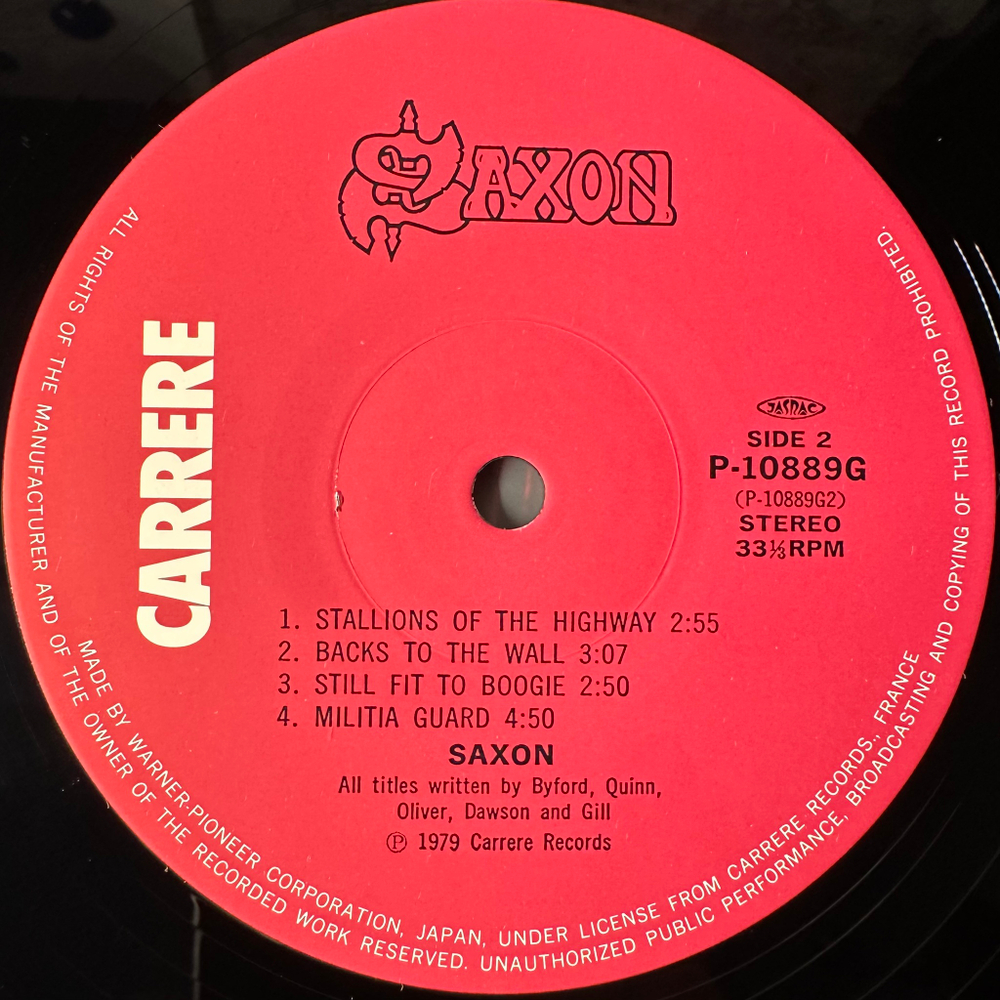 SAXON
CARRERE
JASRAC
SIDE 2
P-10889G
(P-10889G2)
STEREO
33⅓RPM
1. STALLIONS OF THE HIGHWAY 2:55
2. BACKS TO THE WALL 3:07
3. STILL FIT TO BOOGIE 2:50
4. MILITIA GUARD 4:50
SAXON
All titles written by Byford, Quinn,
Oliver, Dawson and Gill
Ⓟ 1979 Carrere Records
MADE BY WARNER-PIONEER CORPORATION, JAPAN, UNDER LICENSE FROM CARRERE RECORDS., FRANCE
ALL RIGHTS OF THE MANUFACTURER AND OF THE OWNER OF THE RECORDED WORK RESERVED. UNAUTHORIZED PUBLIC PERFORMANCE, BROADCASTING AND COPYING OF THIS RECORD PROHIBITED.